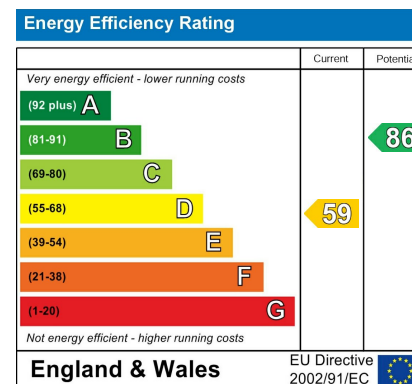 Energy Efficiency Rating
Current Potentia
Very energy efficient - lower running costs
(92 plus) A
(81-91) B
86
(69-80) C
(55-68) D
59
(39-54) E
(21-38) F
(1-20) G
Not energy efficient - higher running costs
England & Wales
EU Directive
2002/91/EC